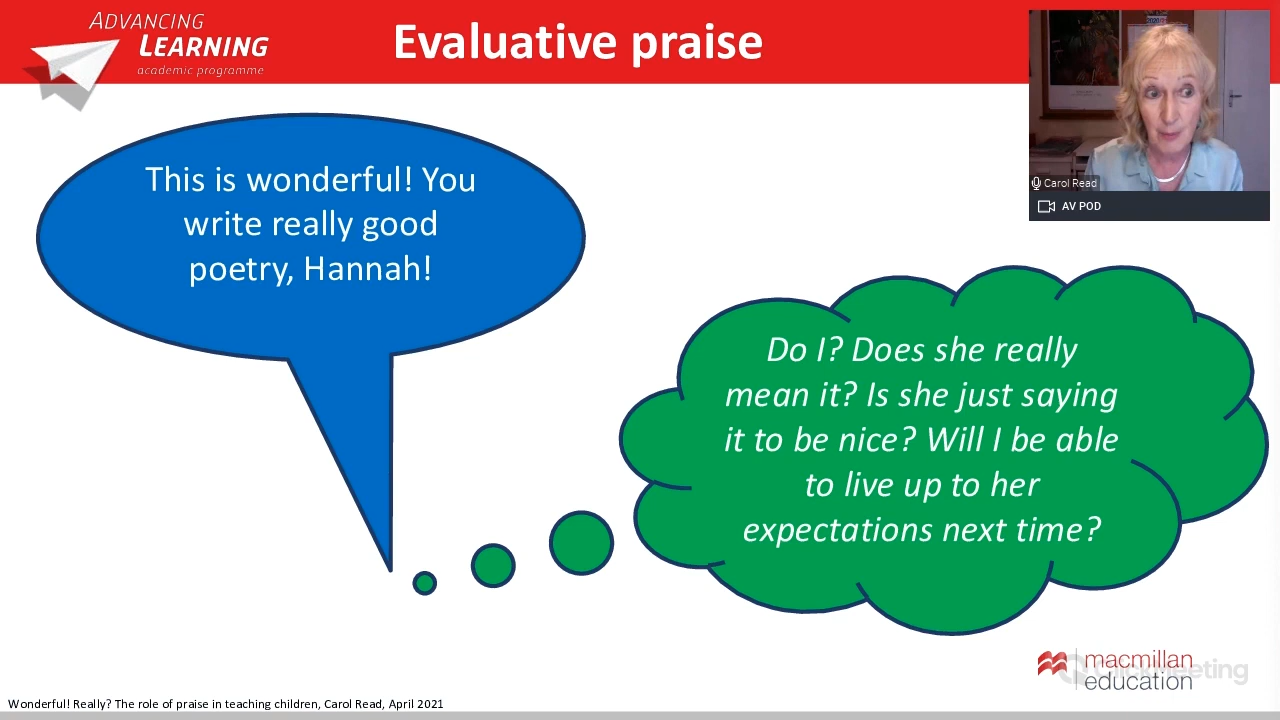 ADVANCING
LEARNING
academic programme
Evaluative praise
Carol Read
AV POD
This is wonderful! You
write really good
poetry, Hannah!
Do I? Does she really
mean it? Is she just saying
it to be nice? Will I be able
to live up to her
expectations next time?
macmillan
education
ClickMeeting
Wonderful! Really? The role of praise in teaching children, Carol Read, April 2021